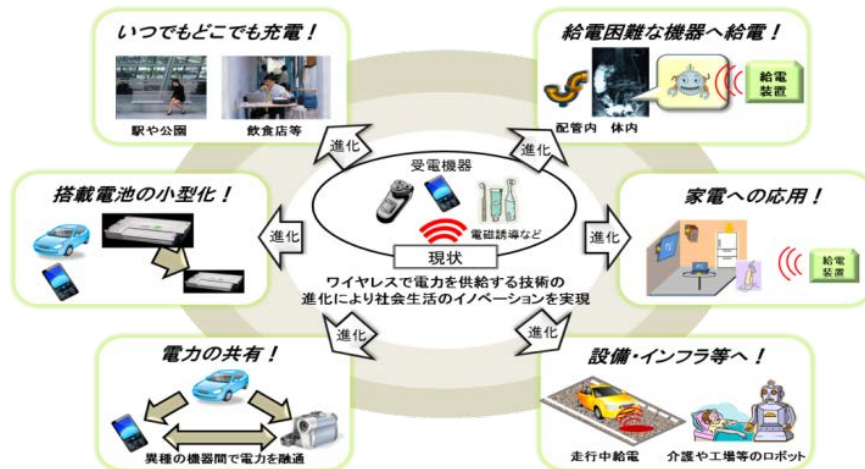 いつでもどこでも充電！
駅や公園
飲食店等
給電困難な機器へ給電！
配管内
体内
給電
装置
進化
進化
搭載電池の小型化！
進化
受電機器
電磁誘導など
現状
ワイヤレスで電力を供給する技術の
進化により社会生活のイノベーションを実現
進化
家電への応用！
給電
装置
進化
進化
電力の共有！
異種の機器間で電力を融通
設備・インフラ等へ！
走行中給電
介護や工場等のロボット